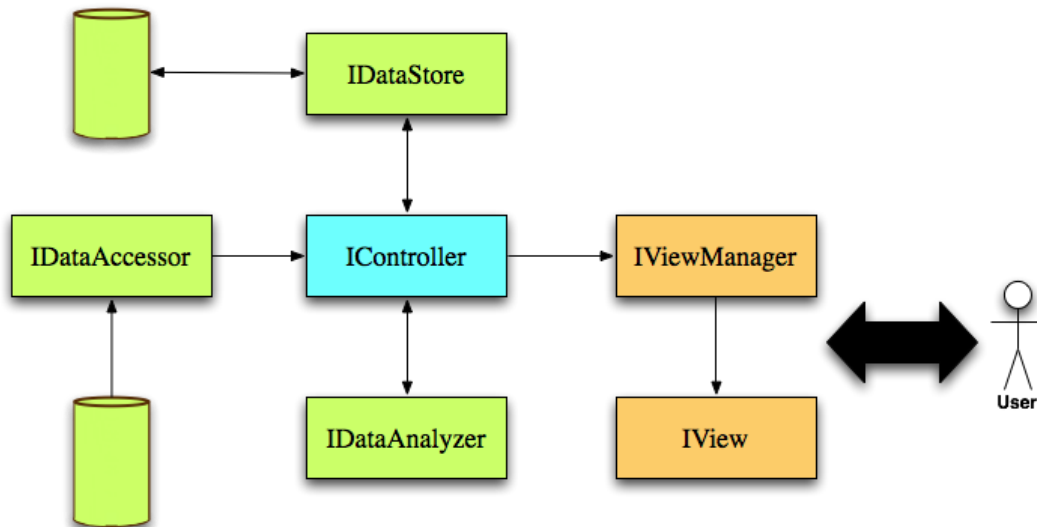 IDataStore
IDataAccessor
IController
IViewManager
User
IDataAnalyzer
IView